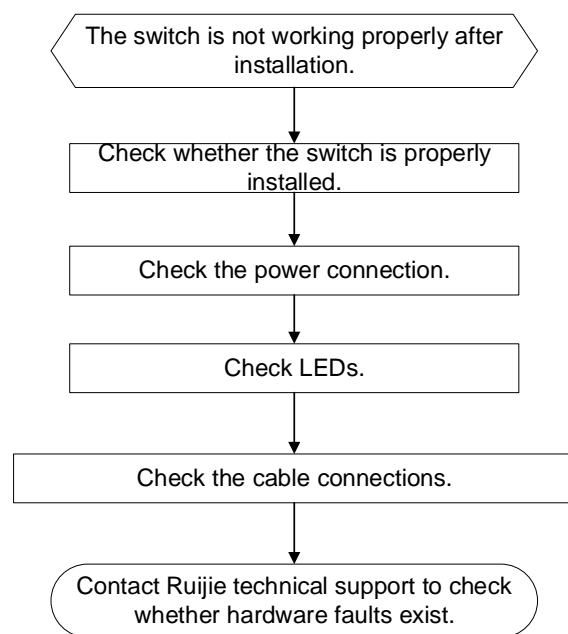 The switch is not working properly after
installation.
Check whether the switch is properly
installed.
Check the power connection.
Check LEDs.
Check the cable connections.
Contact Ruijie technical support to check
whether hardware faults exist.